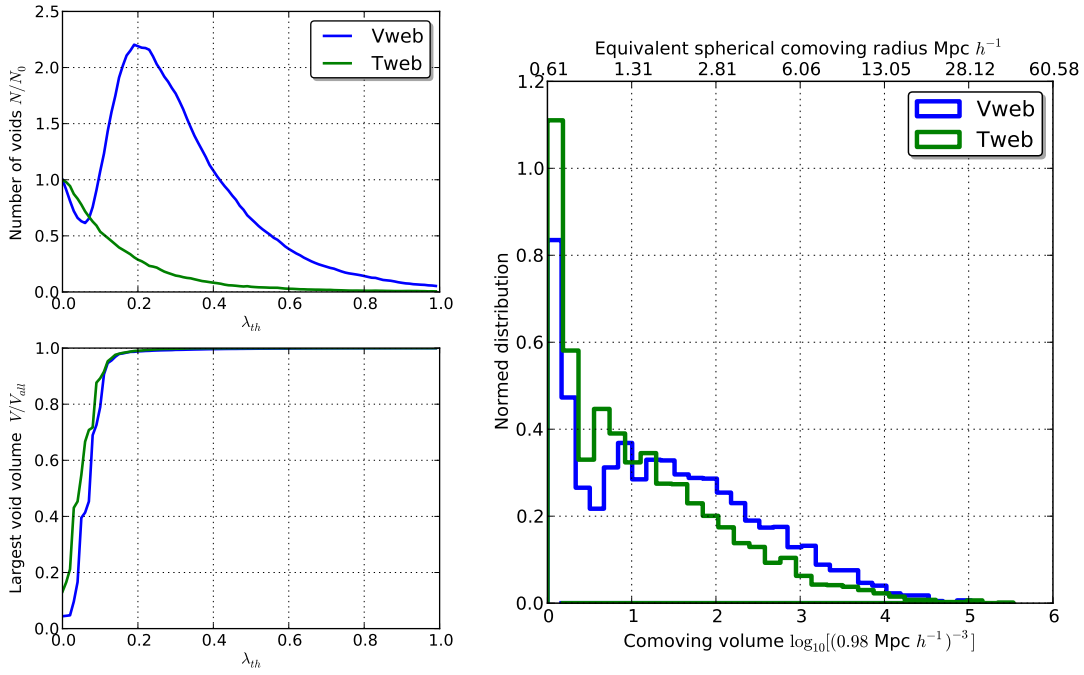 2.5
2.0
1.5
1.0
0.5
0.0
Number of voids N/N₀
Vweb
Tweb
0.0 0.2 0.4 0.6 0.8 1.0
λ_th
1.0
0.8
0.6
0.4
0.2
0.0
Largest void volume V/V_all
0.0 0.2 0.4 0.6 0.8 1.0
λ_th
Equivalent spherical comoving radius Mpc h⁻¹
0.61 1.31 2.81 6.06 13.05 28.12 60.58
1.2
1.0
0.8
0.6
0.4
0.2
0.0
Normed distribution
Vweb
Tweb
0 1 2 3 4 5 6
Comoving volume log₁₀[(0.98 Mpc h⁻¹)⁻³]